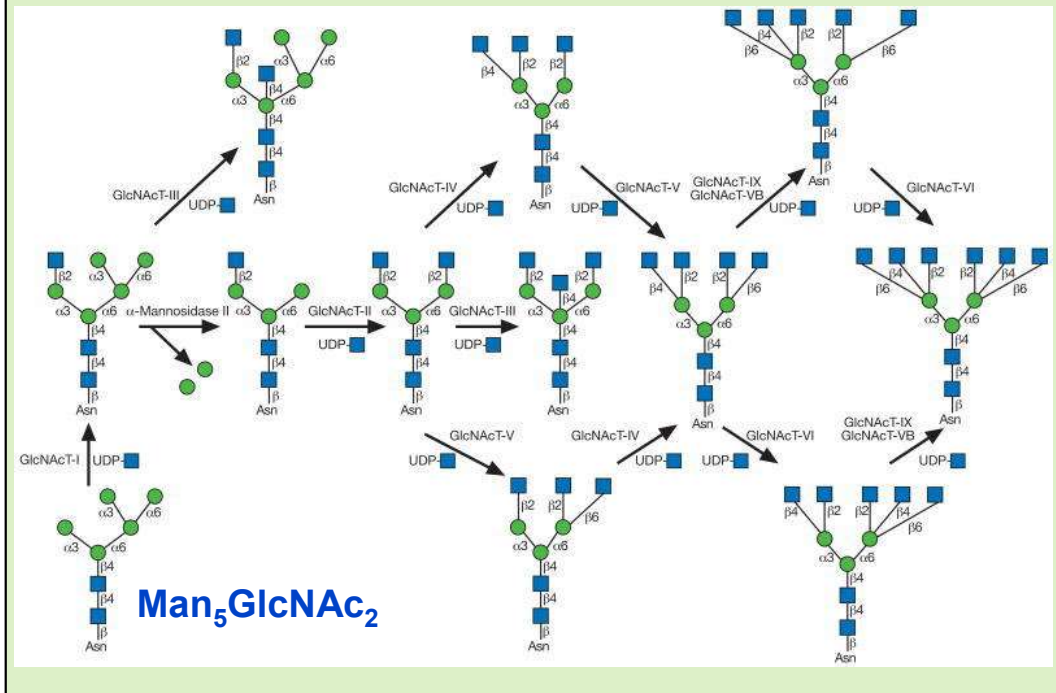 β2
α3
α6
β4
α3
α6
β4
β4
β
Asn
β4
β2
β2
α3
α6
β4
β4
β
Asn
β6
β4
β2
β2
β6
α3
α6
β4
β4
β
Asn
GlcNAcT-III
UDP-
GlcNAcT-IV
UDP-
GlcNAcT-V
UDP-
GlcNAcT-IX
GlcNAcT-VB
UDP-
GlcNAcT-VI
UDP-
β2
α3
α6
α3
α6
β4
β4
β
Asn
α-Mannosidase II
β2
α3
α6
β4
β4
β
Asn
GlcNAcT-II
UDP-
β2
β2
α3
α6
β4
β4
β
Asn
GlcNAcT-III
UDP-
β2
β4
β2
α3
α6
β4
β4
β
Asn
β4
β2
β2
β6
α3
α6
β4
β4
β
Asn
β6
β4
β2
β2
β4
β6
α3
α6
β4
β4
β
Asn
GlcNAcT-I
UDP-
GlcNAcT-V
UDP-
GlcNAcT-IV
UDP-
GlcNAcT-VI
UDP-
GlcNAcT-IX
GlcNAcT-VB
UDP-
α3
α6
α3
α6
β4
β4
β
Asn
Man5GlcNAc2
β2
β2
β6
α3
α6
β4
β4
β
Asn
β4
β2
β2
β4
β6
α3
α6
β4
β4
β
Asn